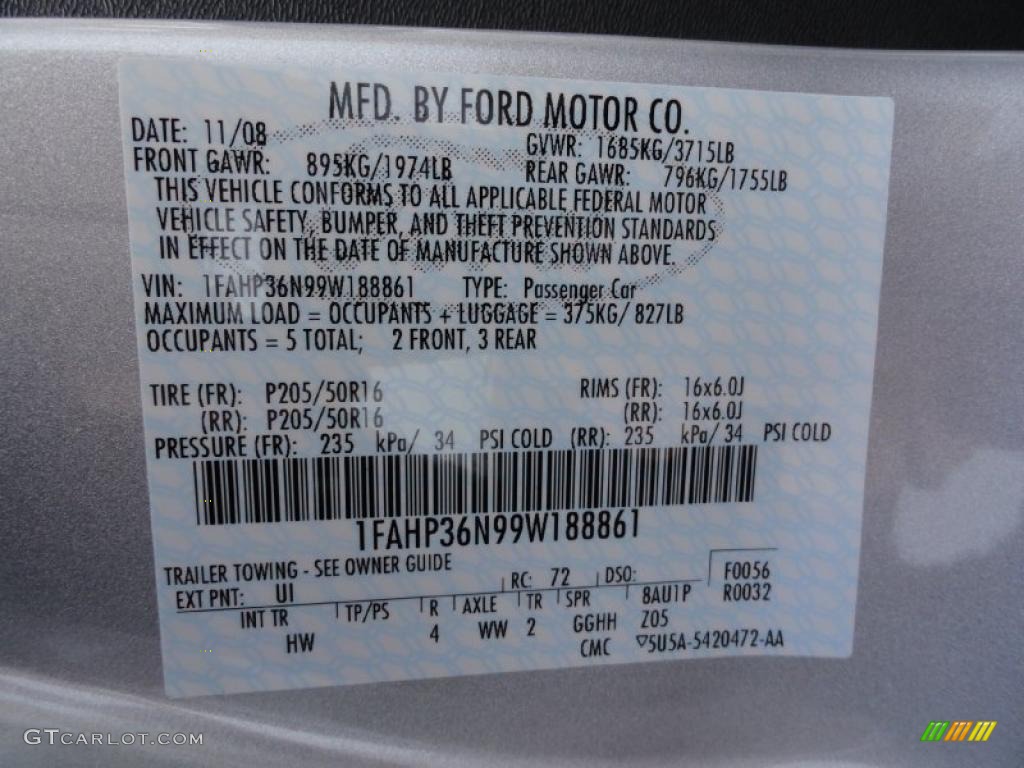 MFD. BY FORD MOTOR CO.
DATE: 11/08 GVWR: 1685KG/3715LB
FRONT GAWR: 895KG/1974LB REAR GAWR: 796KG/1755LB
THIS VEHICLE CONFORMS TO ALL APPLICABLE FEDERAL MOTOR
VEHICLE SAFETY, BUMPER, AND THEFT PREVENTION STANDARDS
IN EFFECT ON THE DATE OF MANUFACTURE SHOWN ABOVE.
VIN: 1FAHP36N99W188861 TYPE: Passenger Car
MAXIMUM LOAD = OCCUPANTS + LUGGAGE = 375KG/ 827LB
OCCUPANTS = 5 TOTAL; 2 FRONT, 3 REAR
TIRE (FR): P205/50R16 RIMS (FR): 16x6.0J
(RR): P205/50R16 (RR): 16x6.0J
PRESSURE (FR): 235 kPa/ 34 PSI COLD (RR): 235 kPa/ 34 PSI COLD
1FAHP36N99W188861
TRAILER TOWING - SEE OWNER GUIDE
EXT PNT: UI RC: 72 DSO: F0056
INT TR TP/PS R AXLE TR SPR 8AU1P R0032
HW 4 WW 2 GGHH Z05
CMC ▽5U5A-5420472-AA
GTCARLOT.COM